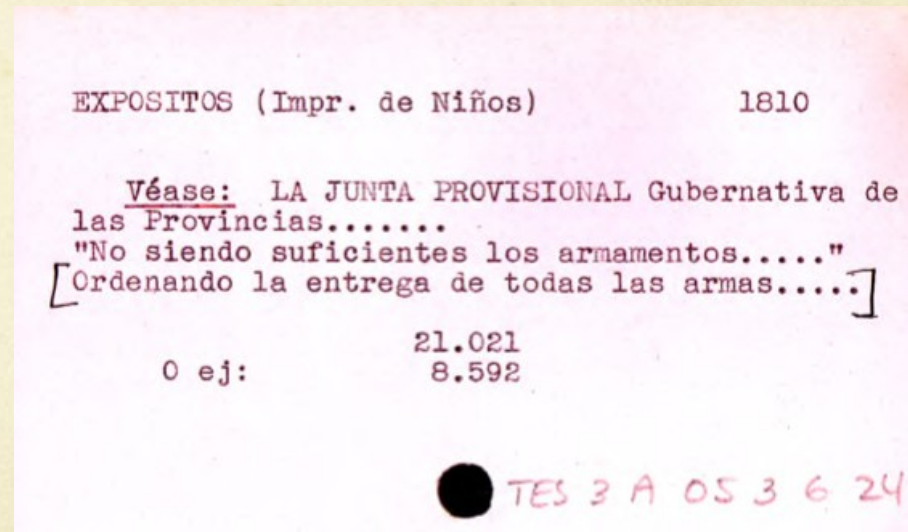 EXPOSITOS (Impr. de Niños) 1810
Véase: LA JUNTA PROVISIONAL Gubernativa de
las Provincias.......
"No siendo suficientes los armamentos....."
[Ordenando la entrega de todas las armas.....]
21.021
O ej: 8.592
TES 3 A 05 3 6 24